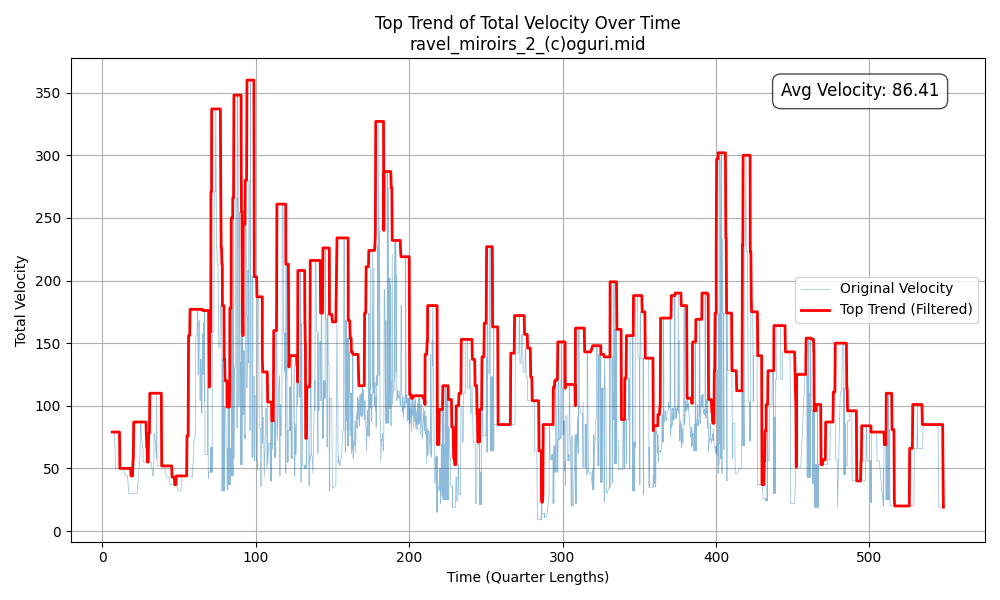 Top Trend of Total Velocity Over Time
ravel_miroirs_2_(c)oguri.mid
Avg Velocity: 86.41
Total Velocity
350
300
250
200
150
100
50
0
Original Velocity
Top Trend (Filtered)
0 100 200 300 400 500
Time (Quarter Lengths)